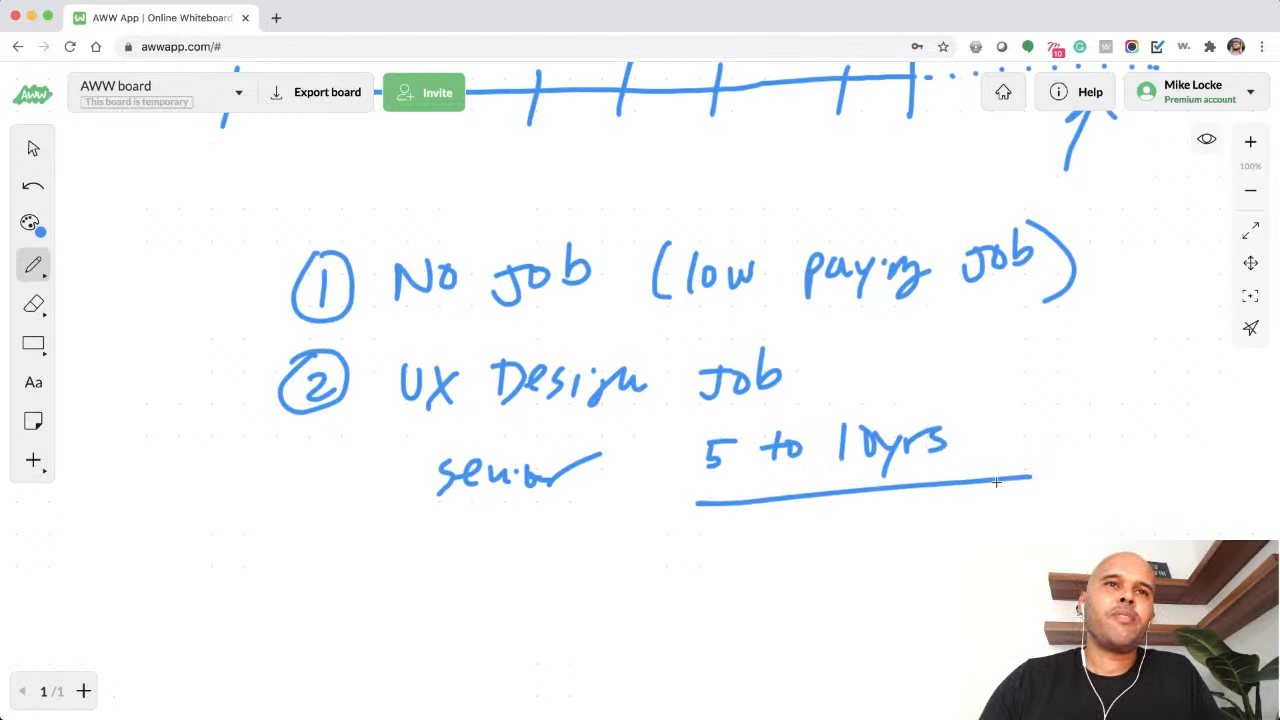 AWW App | Online Whiteboard
awwapp.com/#
10
AWW
AWW board
This board is temporary
Export board
Invite
Help
Mike Locke
Premium account
100%
1 No Job (low paying Job)
2 UX Design Job
senior 5 to 10yrs
Aa
1 /1